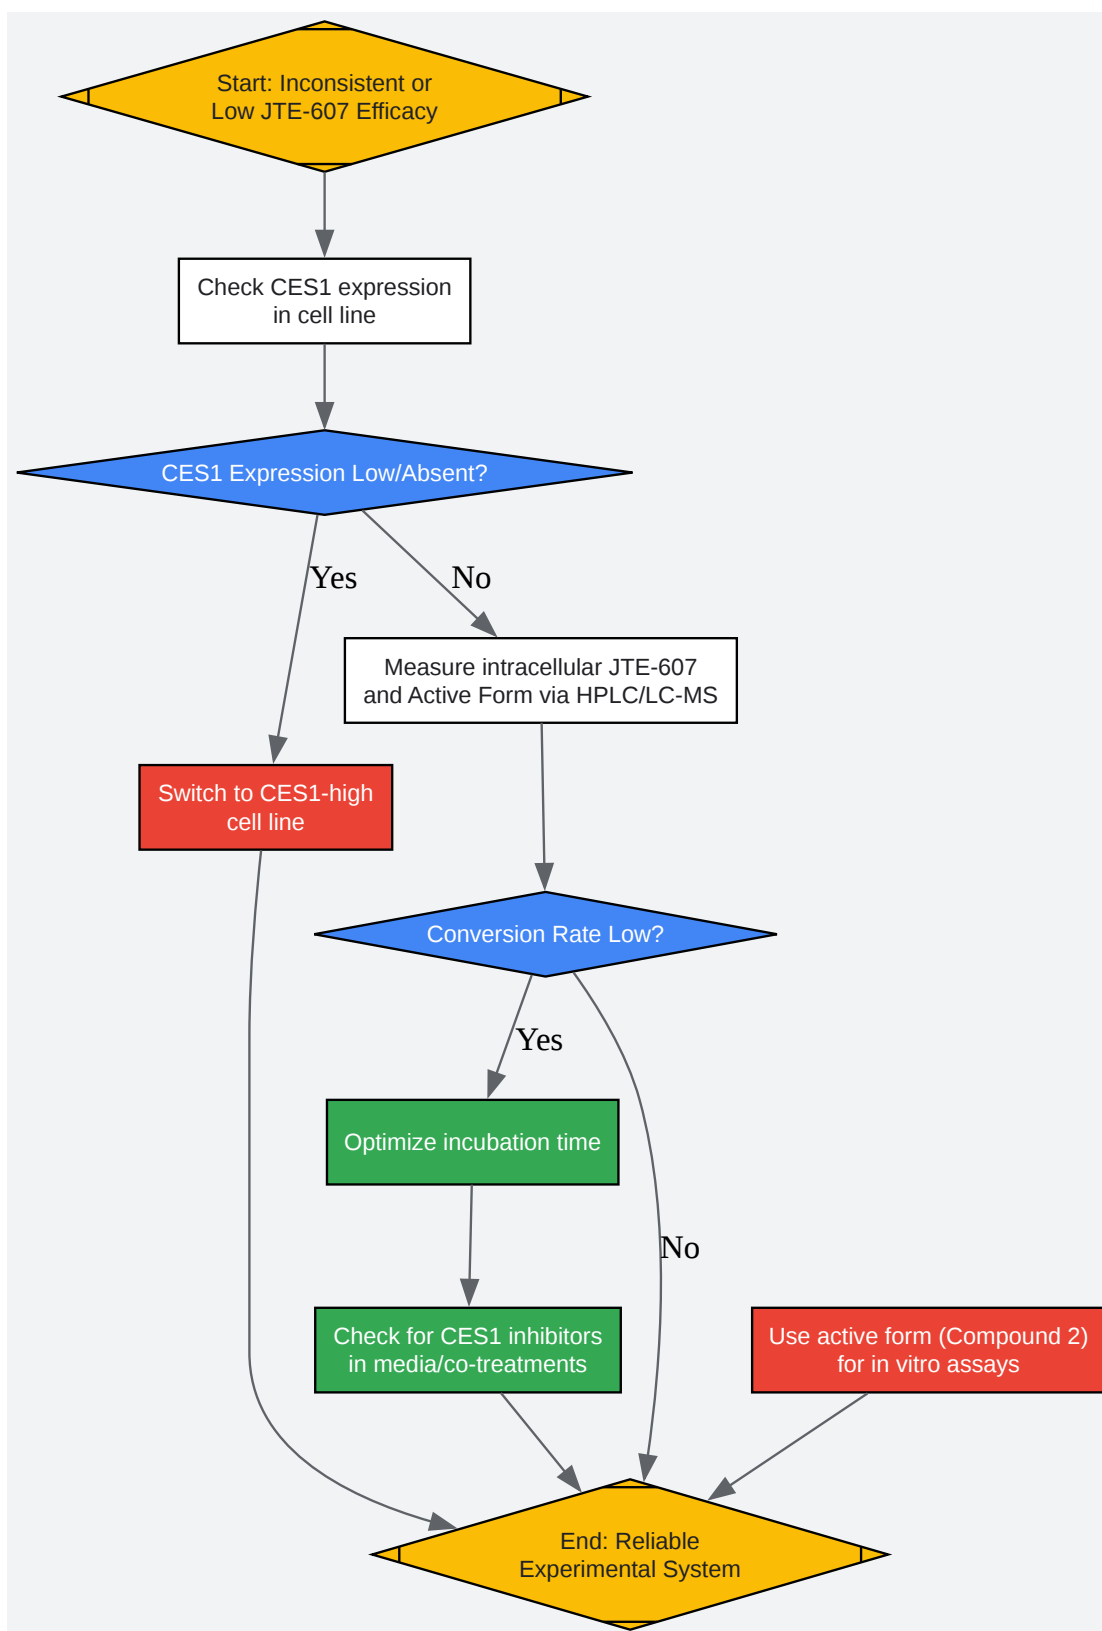 Start: Inconsistent or
Low JTE-607 Efficacy
Check CES1 expression
in cell line
CES1 Expression Low/Absent?
Yes
No
Measure intracellular JTE-607
and Active Form via HPLC/LC-MS
Switch to CES1-high
cell line
Conversion Rate Low?
Yes
Optimize incubation time
No
Check for CES1 inhibitors
in media/co-treatments
Use active form (Compound 2)
for in vitro assays
End: Reliable
Experimental System